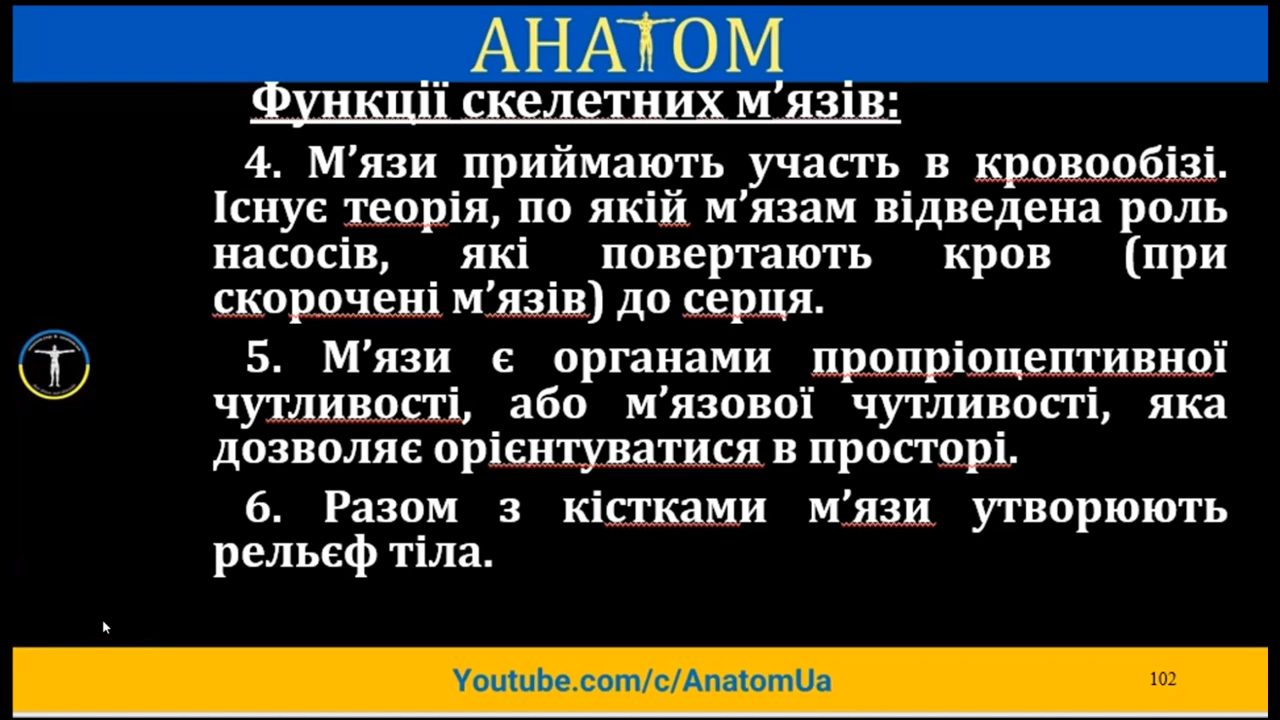 АНАТОМ
Функції скелетних м’язів:
4. М’язи приймають участь в кровообізі.
Існує теорія, по якій м’язам відведена роль
насосів, які повертають кров (при
скорочені м’язів) до серця.
5. М’язи є органами пропріоцептивної
чутливості, або м’язової чутливості, яка
дозволяє орієнтуватися в просторі.
6. Разом з кістками м’язи утворюють
рельєф тіла.
Youtube.com/c/AnatomUa
102